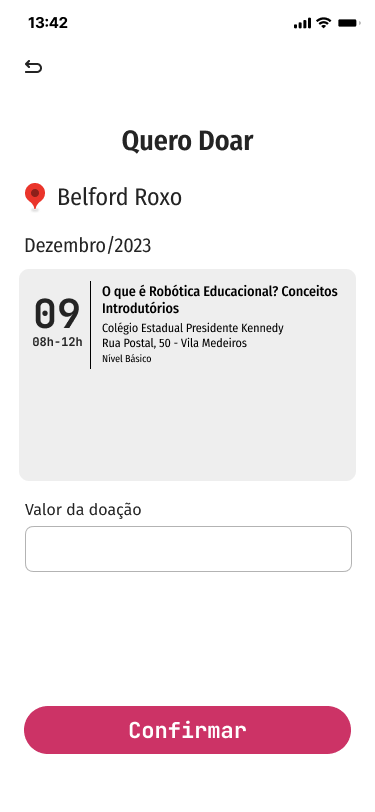 13:42
Quero Doar
Belford Roxo
Dezembro/2023
09
08h-12h
O que é Robótica Educacional? Conceitos
Introdutórios
Colégio Estadual Presidente Kennedy
Rua Postal, 50 - Vila Medeiros
Nível Básico
Valor da doação
Confirmar